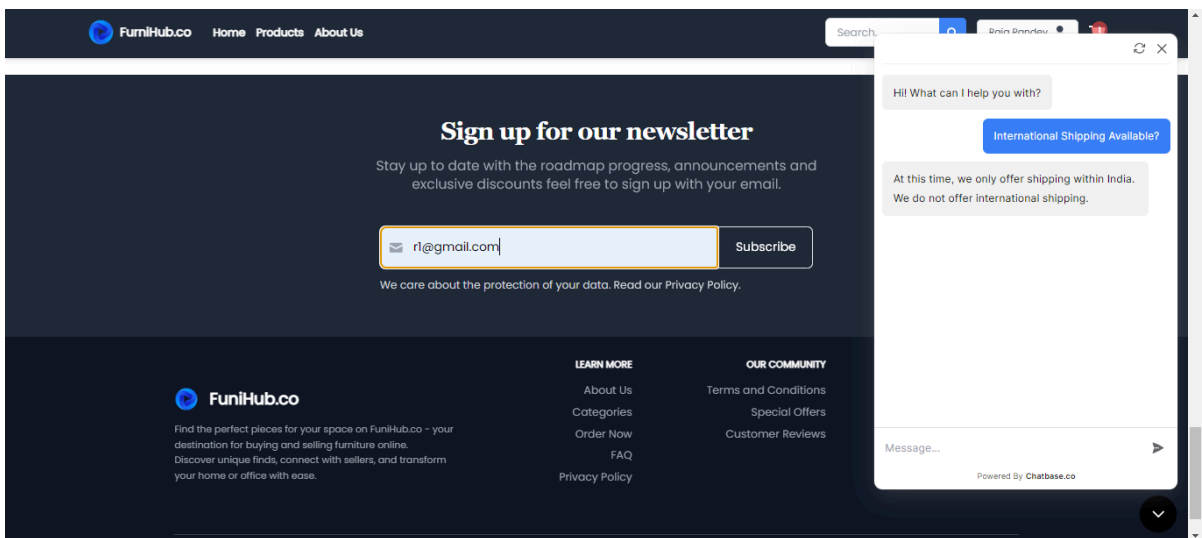 FurniHub.co Home Products About Us
Search.
Raja Pandey
Hi! What can I help you with?
International Shipping Available?
At this time, we only offer shipping within India.
We do not offer international shipping.
Message...
Powered By Chatbase.co
Sign up for our newsletter
Stay up to date with the roadmap progress, announcements and
exclusive discounts feel free to sign up with your email.
r1@gmail.com
Subscribe
We care about the protection of your data. Read our Privacy Policy.
FuniHub.co
Find the perfect pieces for your space on FuniHub.co - your
destination for buying and selling furniture online.
Discover unique finds, connect with sellers, and transform
your home or office with ease.
LEARN MORE
About Us
Categories
Order Now
FAQ
Privacy Policy
OUR COMMUNITY
Terms and Conditions
Special Offers
Customer Reviews